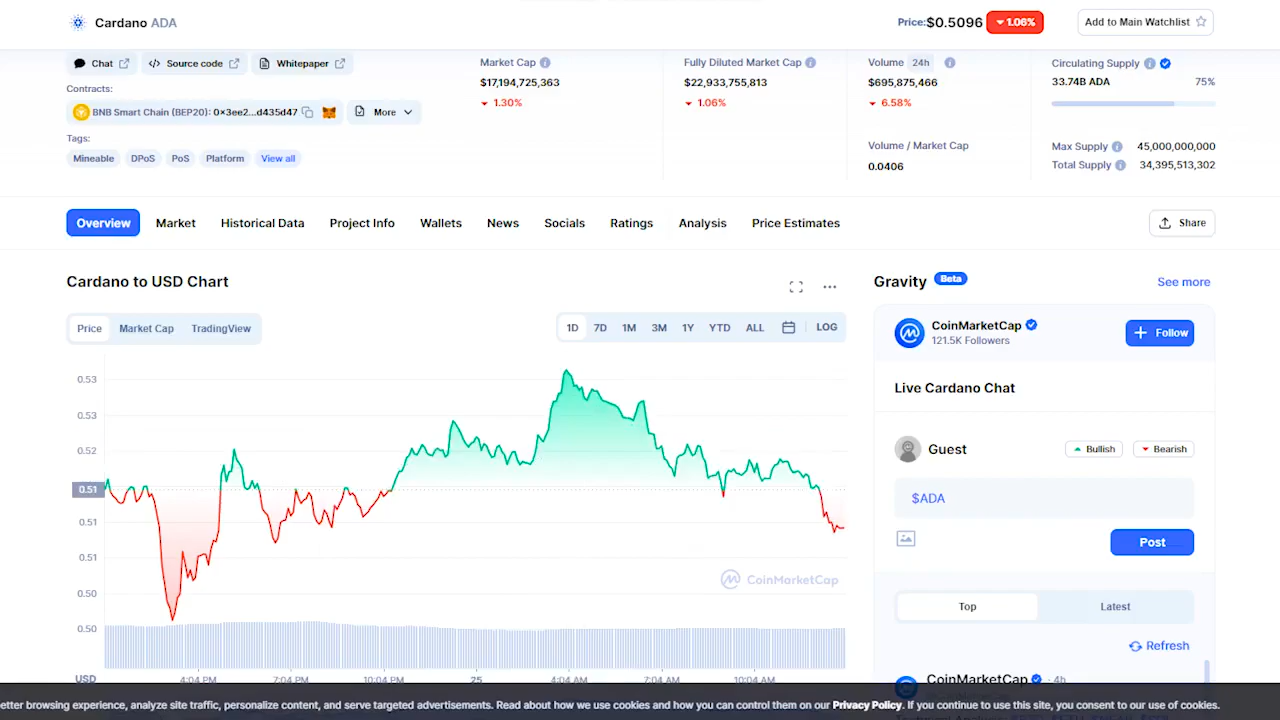 Cardano ADA
Price:$0.5096 1.06%
Add to Main Watchlist
Chat
Source code
Whitepaper
Contracts:
BNB Smart Chain (BEP20): 0x3ee2...d435d47
More
Tags:
Mineable
DPoS
PoS
Platform
View all
Market Cap
$17,194,725,363
1.30%
Fully Diluted Market Cap
$22,933,755,813
1.06%
Volume 24h
$695,875,466
6.58%
Volume / Market Cap
0.0406
Circulating Supply
33.74B ADA 75%
Max Supply 45,000,000,000
Total Supply 34,395,513,302
Overview
Market
Historical Data
Project Info
Wallets
News
Socials
Ratings
Analysis
Price Estimates
Share
Cardano to USD Chart
Price
Market Cap
TradingView
1D
7D
1M
3M
1Y
YTD
ALL
LOG
0.53
0.53
0.52
0.51
0.51
0.51
0.50
0.50
CoinMarketCap
USD
4:04 PM
7:04 PM
10:04 PM
25
4:04 AM
7:04 AM
10:04 AM
Gravity Beta
See more
CoinMarketCap
121.5K Followers
Follow
Live Cardano Chat
Guest
Bullish
Bearish
$ADA
Post
Top
Latest
Refresh
CoinMarketCap · 4h
etter browsing experience, analyze site traffic, personalize content, and serve targeted advertisements. Read about how we use cookies and how you can control them on our Privacy Policy. If you continue to use this site, you consent to our use of cookies.